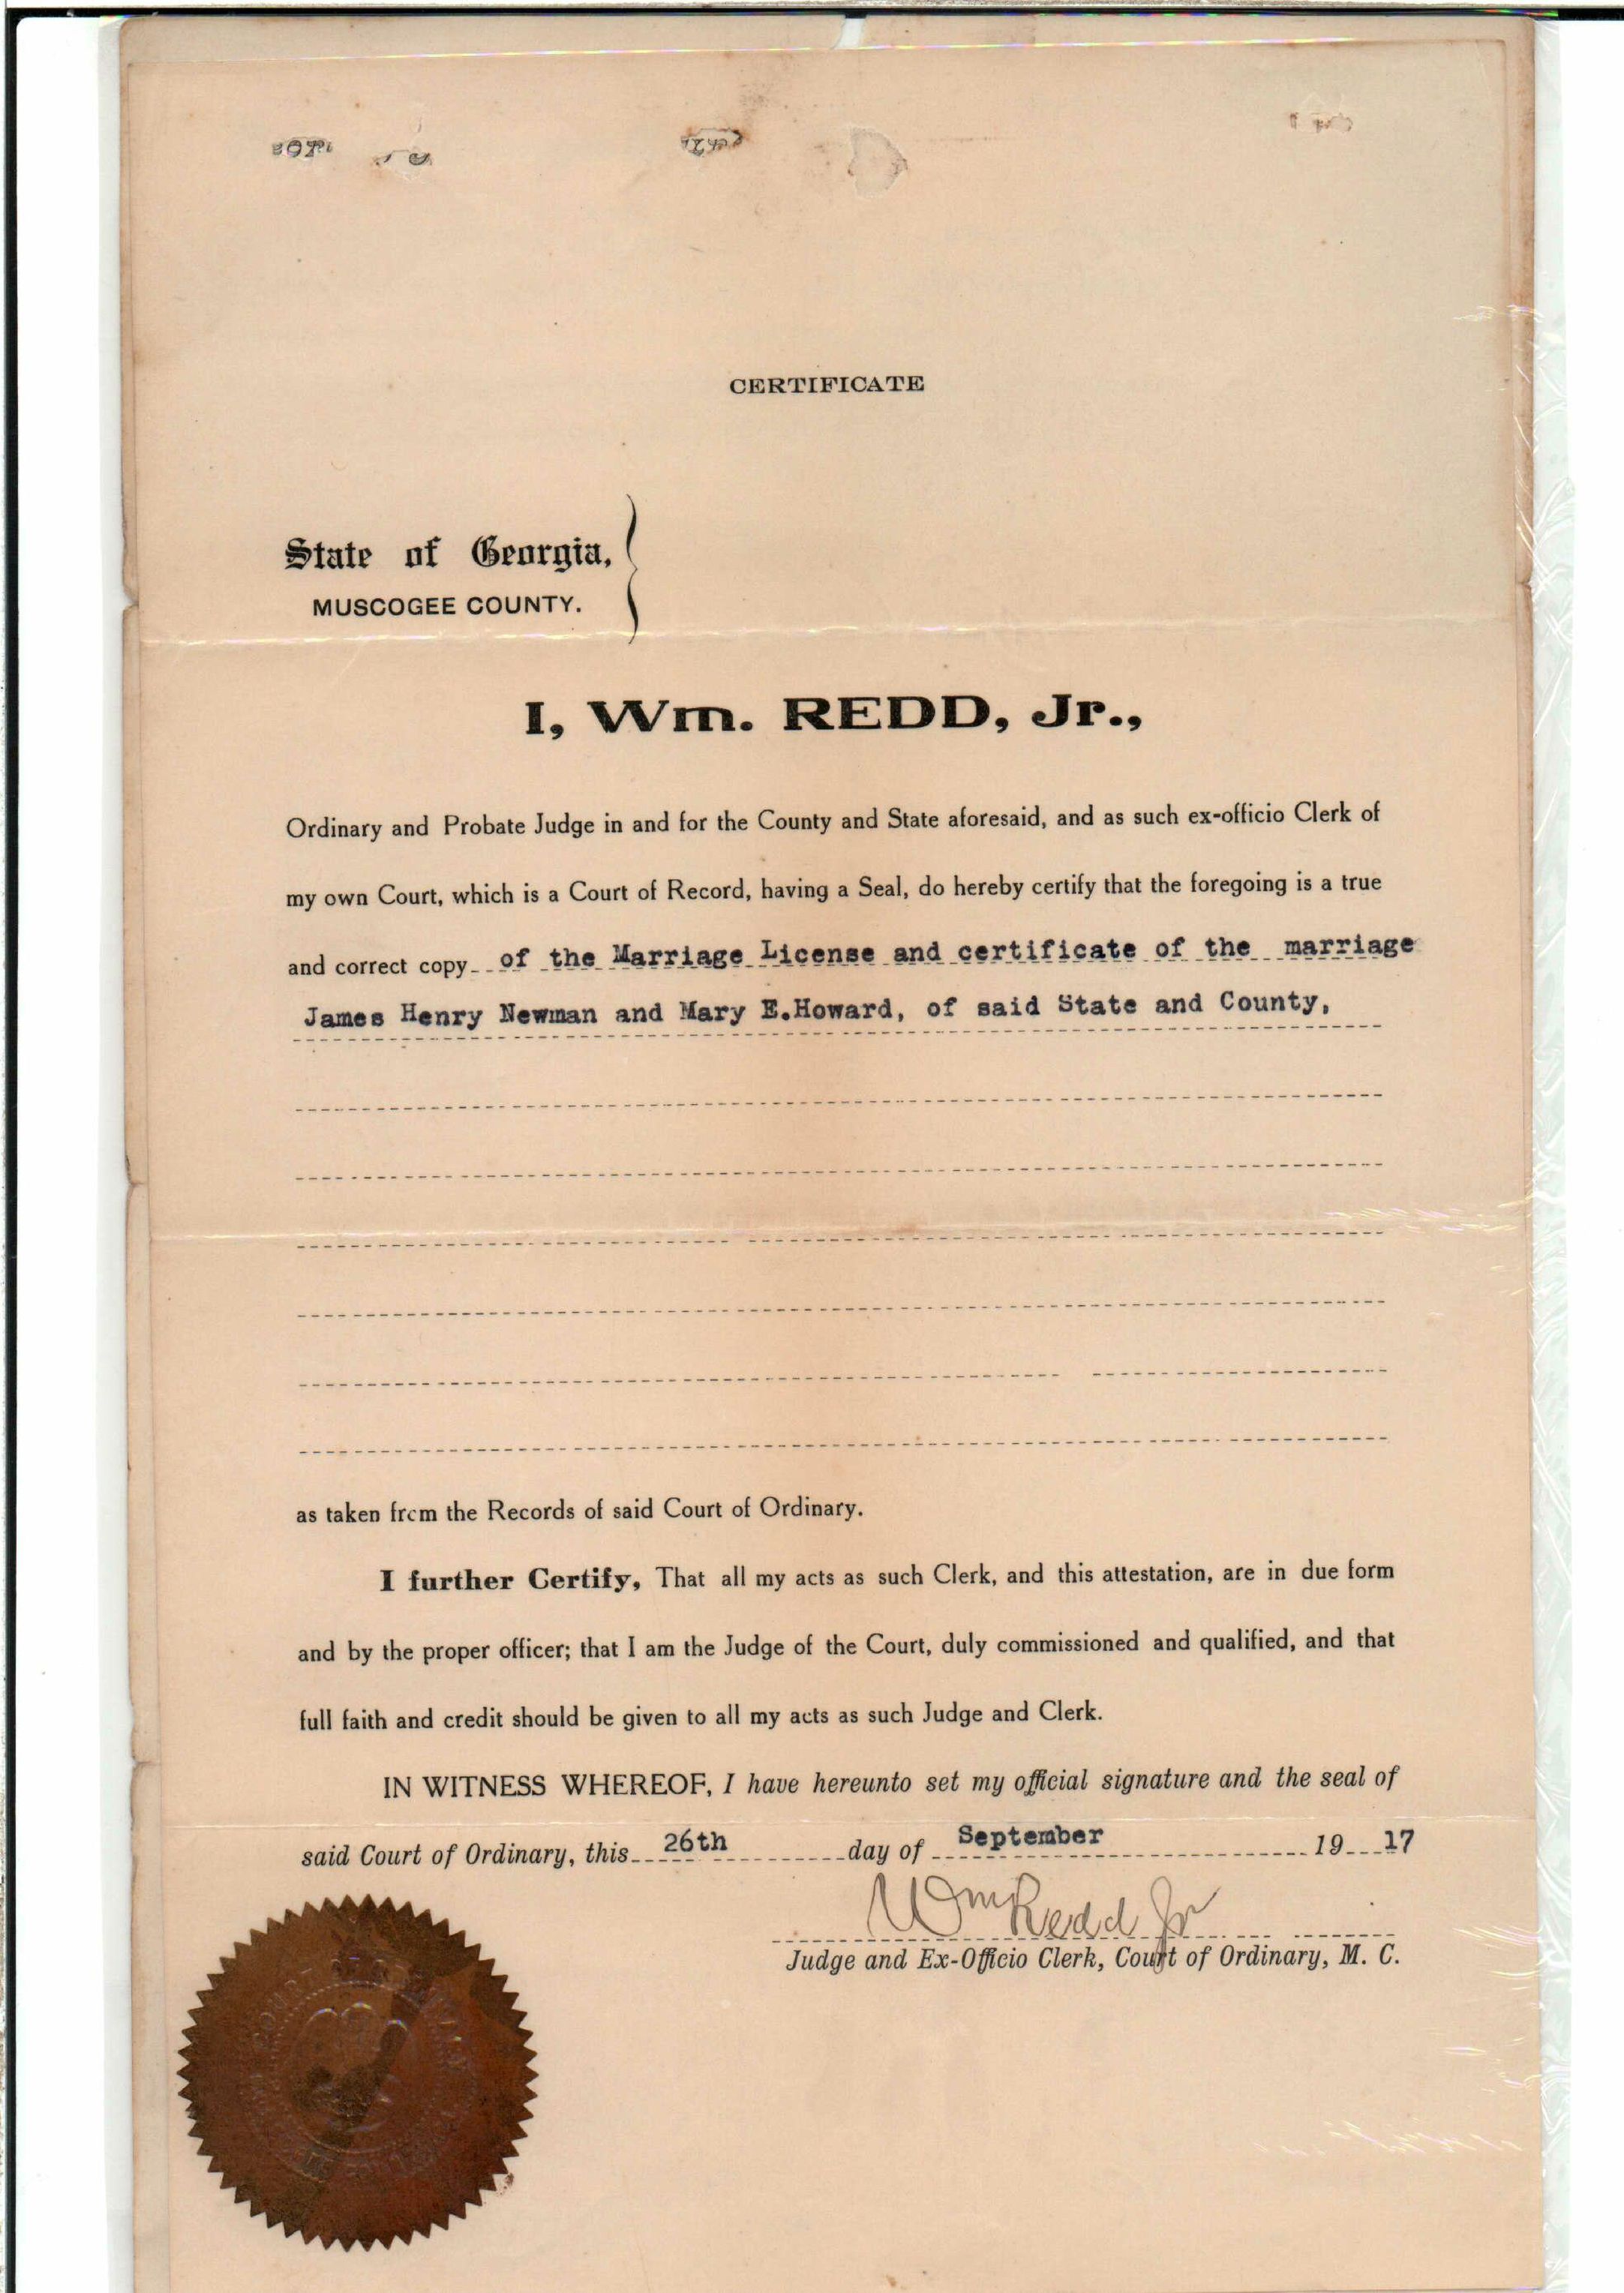 CERTIFICATE
State of Georgia,
MUSCOGEE COUNTY.
I, Wm. REDD, Jr.,
Ordinary and Probate Judge in and for the County and State aforesaid, and as such ex-officio Clerk of
my own Court, which is a Court of Record, having a Seal, do hereby certify that the foregoing is a true
and correct copy of the Marriage License and certificate of the marriage
James Henry Newman and Mary E.Howard, of said State and County,
as taken frcm the Records of said Court of Ordinary.
I further Certify, That all my acts as such Clerk, and this attestation, are in due form
and by the proper officer; that I am the Judge of the Court, duly commissioned and qualified, and that
full faith and credit should be given to all my acts as such Judge and Clerk.
IN WITNESS WHEREOF, I have hereunto set my official signature and the seal of
said Court of Ordinary, this 26th day of September 19 17
Wm Redd Jr
Judge and Ex-Officio Clerk, Court of Ordinary, M. C.